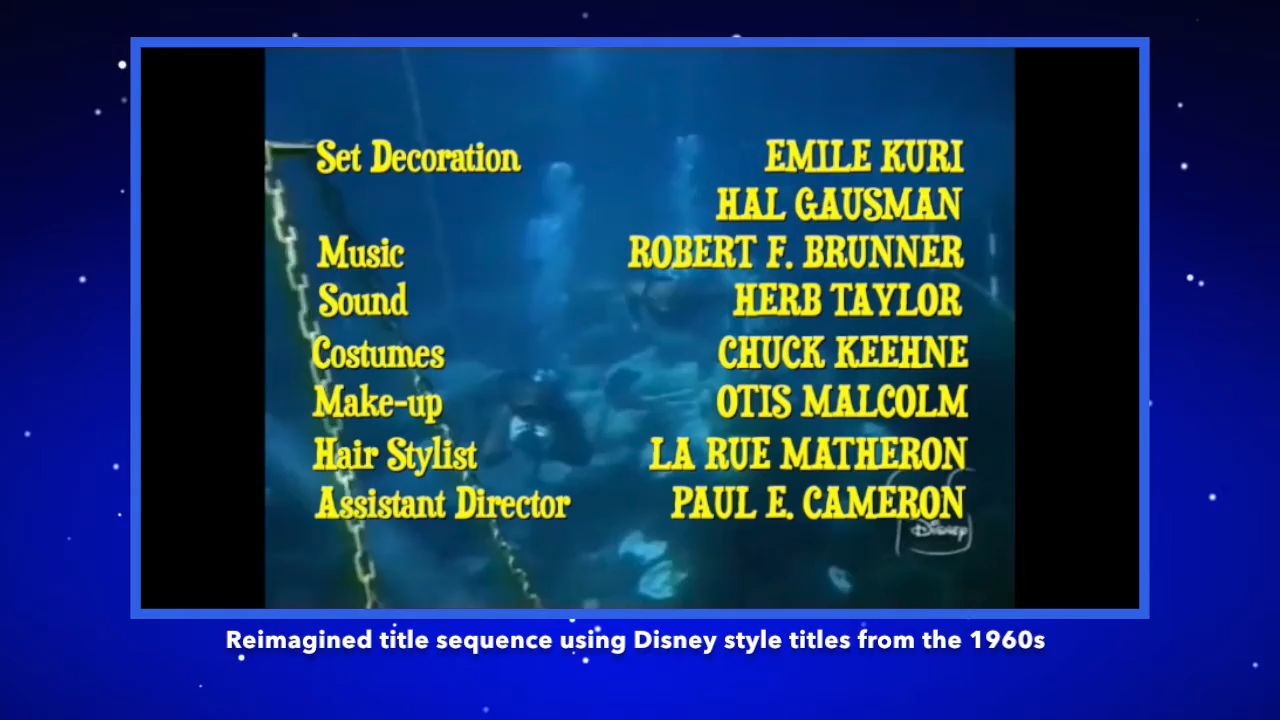 Set Decoration EMILE KURI
HAL GAUSMAN
Music ROBERT F. BRUNNER
Sound HERB TAYLOR
Costumes CHUCK KEEHNE
Make-up OTIS MALCOLM
Hair Stylist LA RUE MATHERON
Assistant Director PAUL E. CAMERON
Disney
Reimagined title sequence using Disney style titles from the 1960s